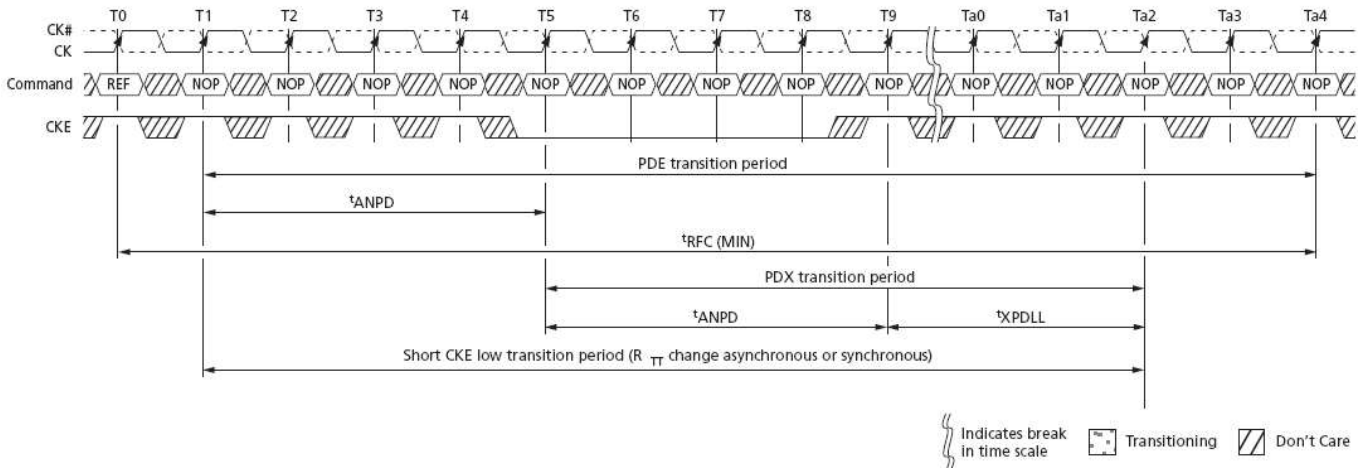 T0 T1 T2 T3 T4 T5 T6 T7 T8 T9 Ta0 Ta1 Ta2 Ta3 Ta4
CK#
CK
Command REF NOP NOP NOP NOP NOP NOP NOP NOP NOP NOP NOP NOP NOP NOP
CKE
PDE transition period
tANPD
tRFC (MIN)
PDX transition period
tANPD tXPDLL
Short CKE low transition period (R TT change asynchronous or synchronous)
Indicates break
in time scale
Transitioning
Don't Care